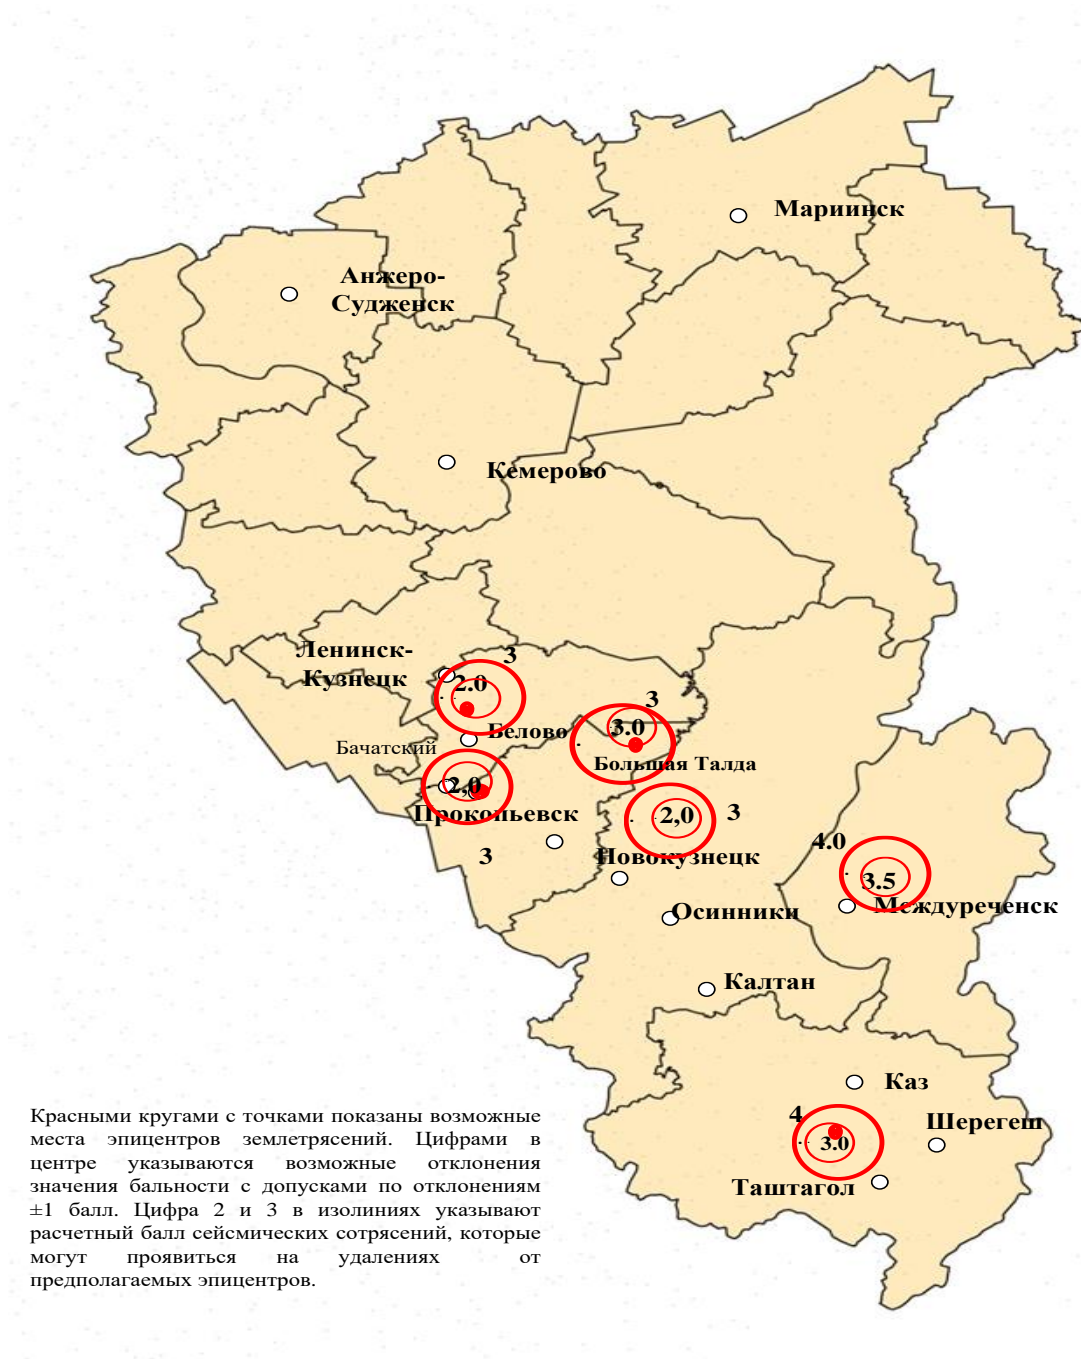 Мариинск
Анжеро-
Судженск
Кемерово
Ленинск-
Кузнецк
3
2.0
Белово
3
3.0
Большая Талда
Бачатский
2,0
Прокопьевск
3
2,0
3
Новокузнецк
4.0
3.5
Междуреченск
Осинники
Калтан
Каз
Шерегеш
4
3.0
Таштагол
Красными кругами с точками показаны возможные
места эпицентров землетрясений. Цифрами в
центре указываются возможные отклонения
значения бальности с допусками по отклонениям
±1 балл. Цифра 2 и 3 в изолиниях указывают
расчетный балл сейсмических сотрясений, которые
могут проявиться на удалениях от
предполагаемых эпицентров.